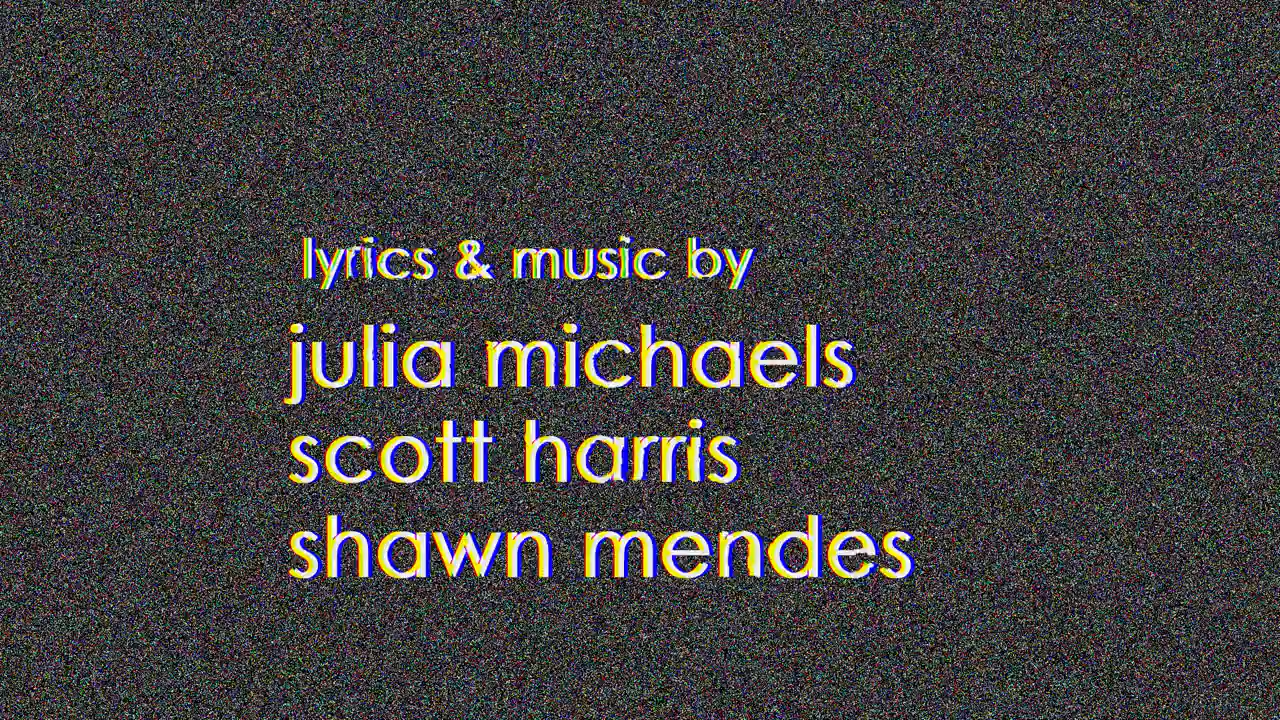 lyrics & music by
julia michaels
scott harris
shawn mendes